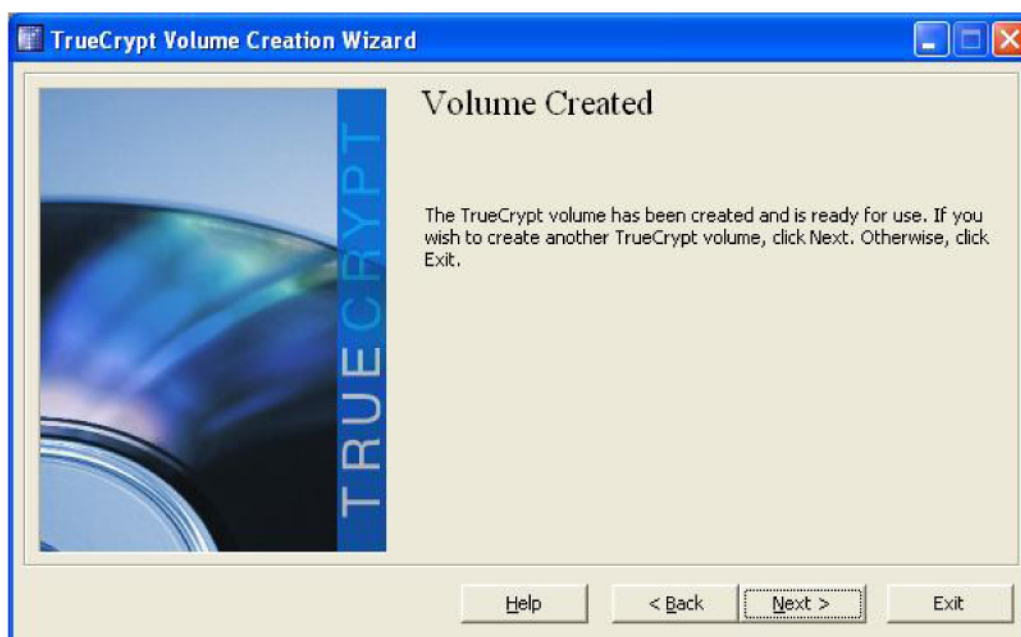 TrueCrypt Volume Creation Wizard
Volume Created
TRUECRYPT
The TrueCrypt volume has been created and is ready for use. If you
wish to create another TrueCrypt volume, click Next. Otherwise, click
Exit.
Help
< Back
Next >
Exit